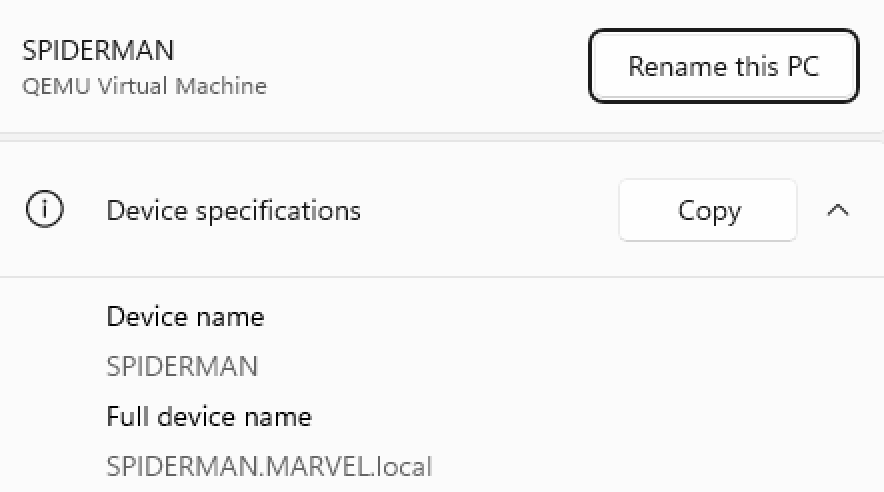 SPIDERMAN
QEMU Virtual Machine
Rename this PC
Device specifications
Copy
Device name
SPIDERMAN
Full device name
SPIDERMAN.MARVEL.local